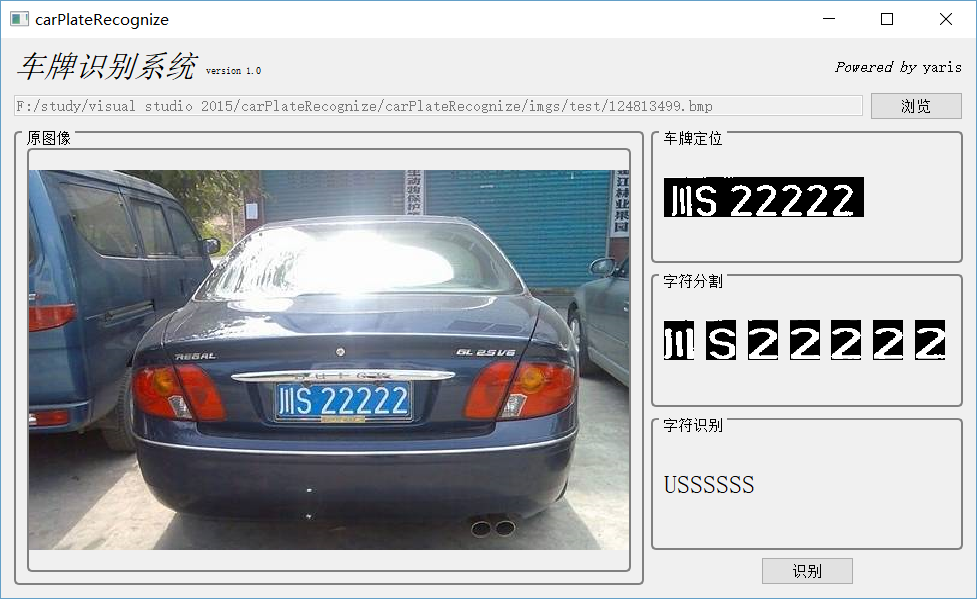 carPlateRecognize
车牌识别系统 version 1.0
Powered by yaris
F:/study/visual studio 2015/carPlateRecognize/carPlateRecognize/imgs/test/124813499.bmp
浏览
原图像
REGAL
GL 2.5 V6
川S 22222
车牌定位
川S 22222
字符分割
川 S 2 2 2 2 2
字符识别
USSSSSS
识别